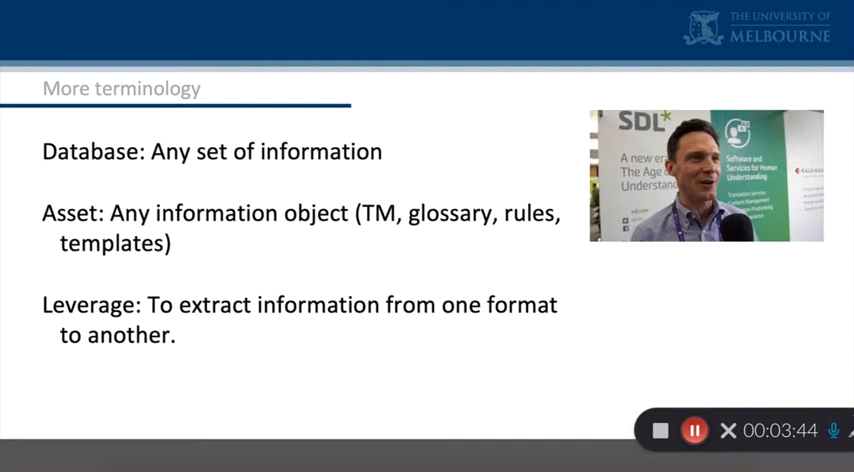 THE UNIVERSITY OF
MELBOURNE
More terminology
Database: Any set of information
Asset: Any information object (TM, glossary, rules,
templates)
Leverage: To extract information from one format
to another.
SDL*
A new era
The Age
Understand
Software and
Services for Human
Understanding
00:03:44